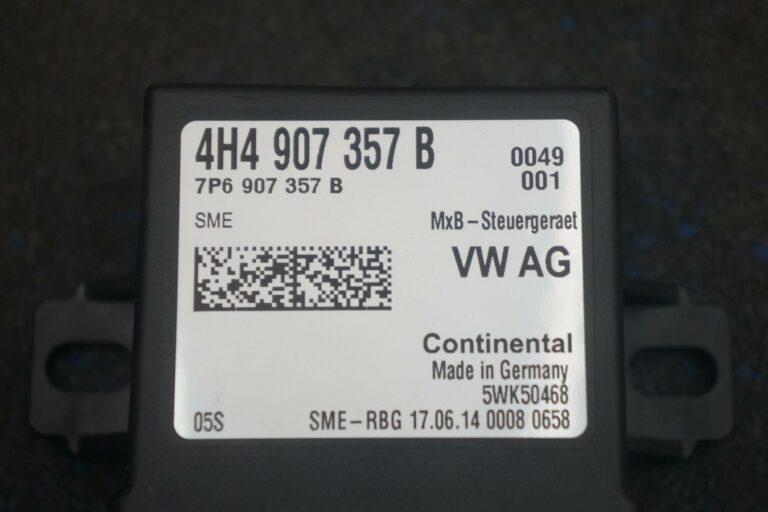 4H4 907 357 B 0049
7P6 907 357 B 001
SME MxB-Steuergeraet
VW AG
Continental
Made in Germany
5WK50468
05S SME-RBG 17.06.14 0008 0658